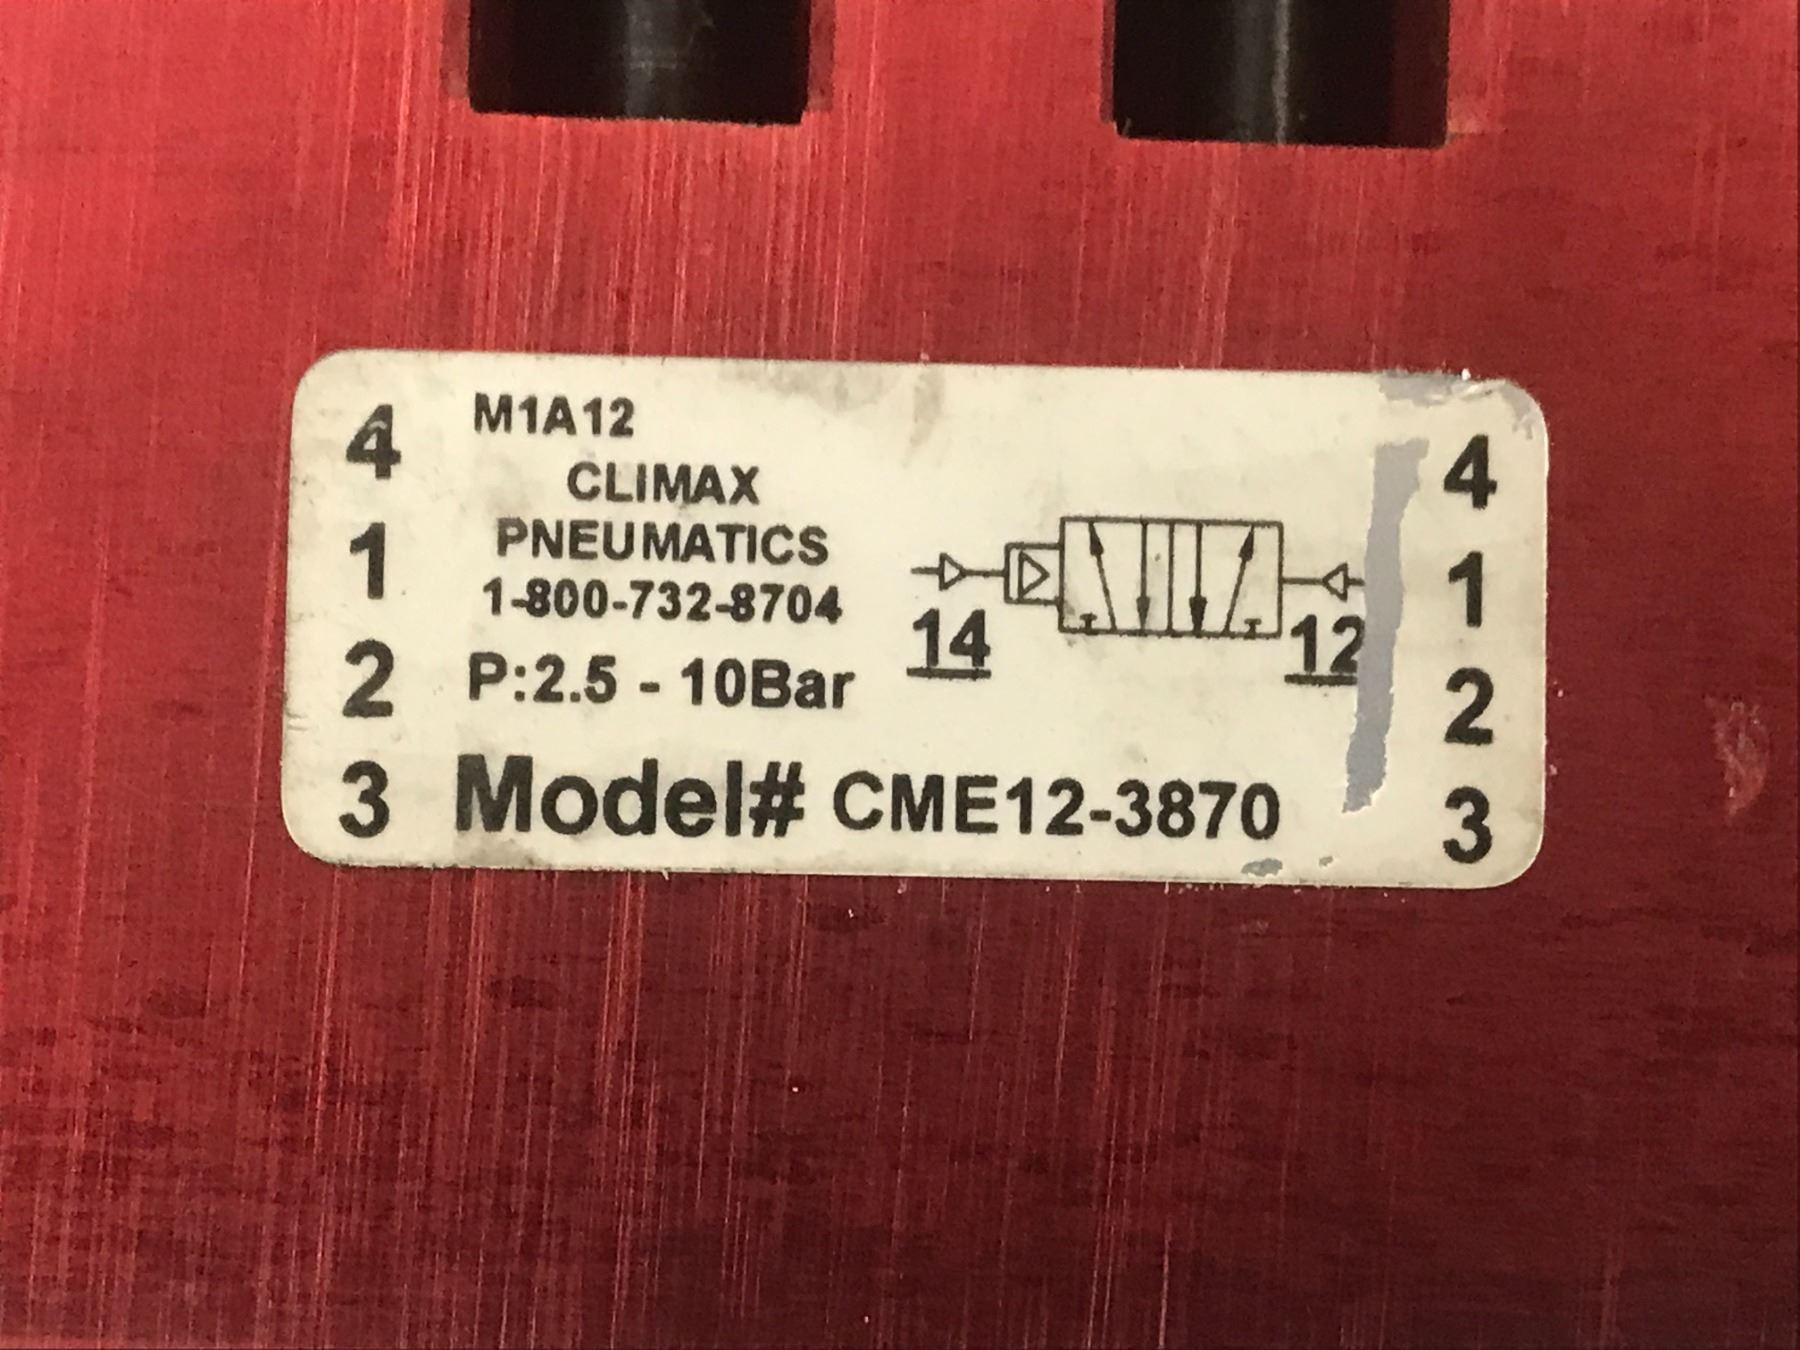 M1A12
CLIMAX
PNEUMATICS
1-800-732-8704
P:2.5 - 10Bar
Model# CME12-3870
4
1
2
3
14
12
4
1
2
3